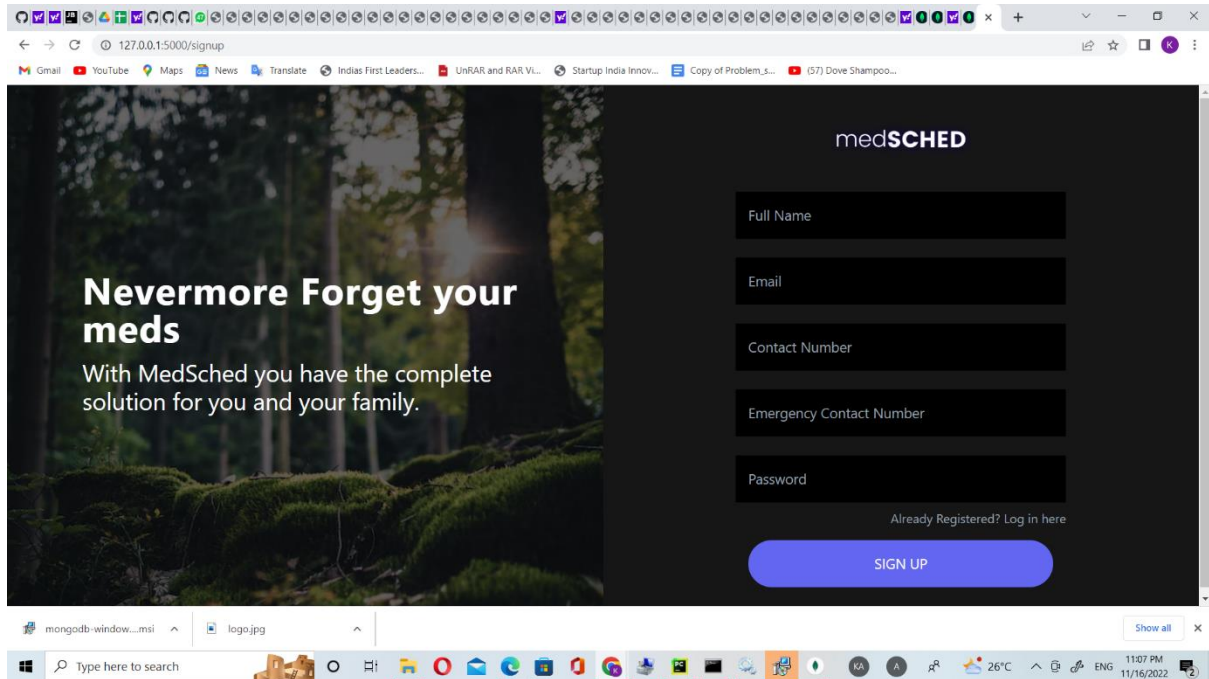 127.0.0.1:5000/signup
K
Gmail YouTube Maps News Translate Indias First Leaders... UnRAR and RAR Vi... Startup India Innov... Copy of Problem_s... (57) Dove Shampoo...
medSCHED
Full Name
Email
Nevermore Forget your
meds
With MedSched you have the complete
solution for you and your family.
Contact Number
Emergency Contact Number
Password
Already Registered? Log in here
SIGN UP
mongodb-window....msi logo.jpg Show all
Type here to search KA A 26°C ENG 11:07 PM
11/16/2022
2